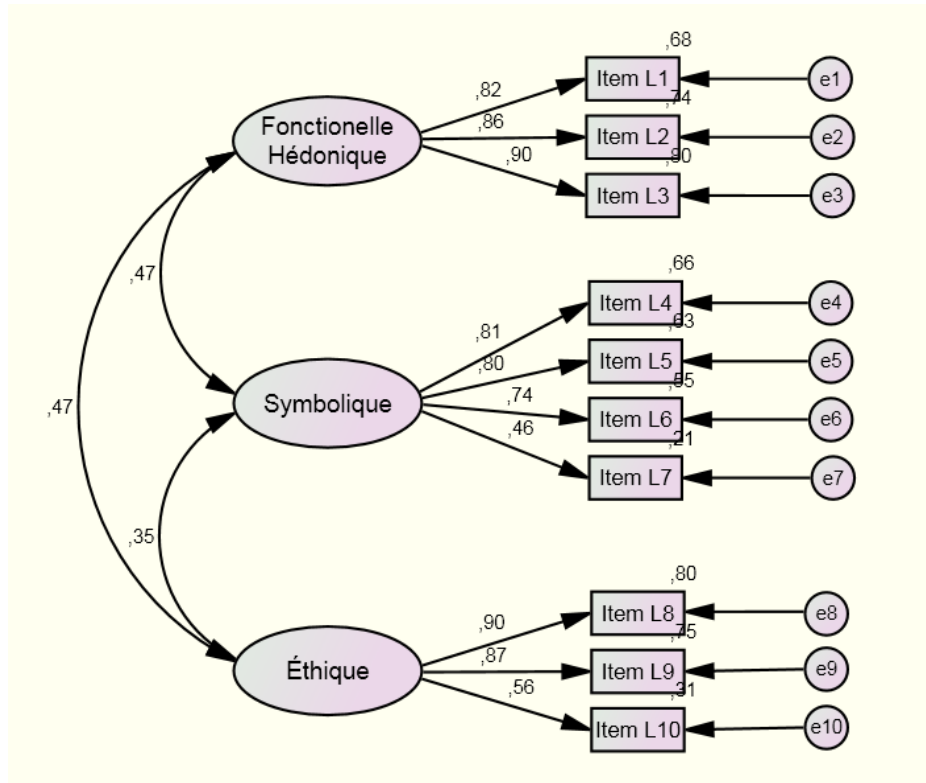 ,68
Item L1
e1
,82
Fonctionelle
Hédonique
,74
,86
Item L2
e2
,80
,90
Item L3
e3
,47
,66
Item L4
e4
,81
,63
,80
Item L5
e5
,55
Symbolique
,74
Item L6
e6
,47
,46
,21
Item L7
e7
,35
,80
Item L8
e8
,90
,75
,87
Item L9
e9
Éthique
,31
,56
Item L10
e10